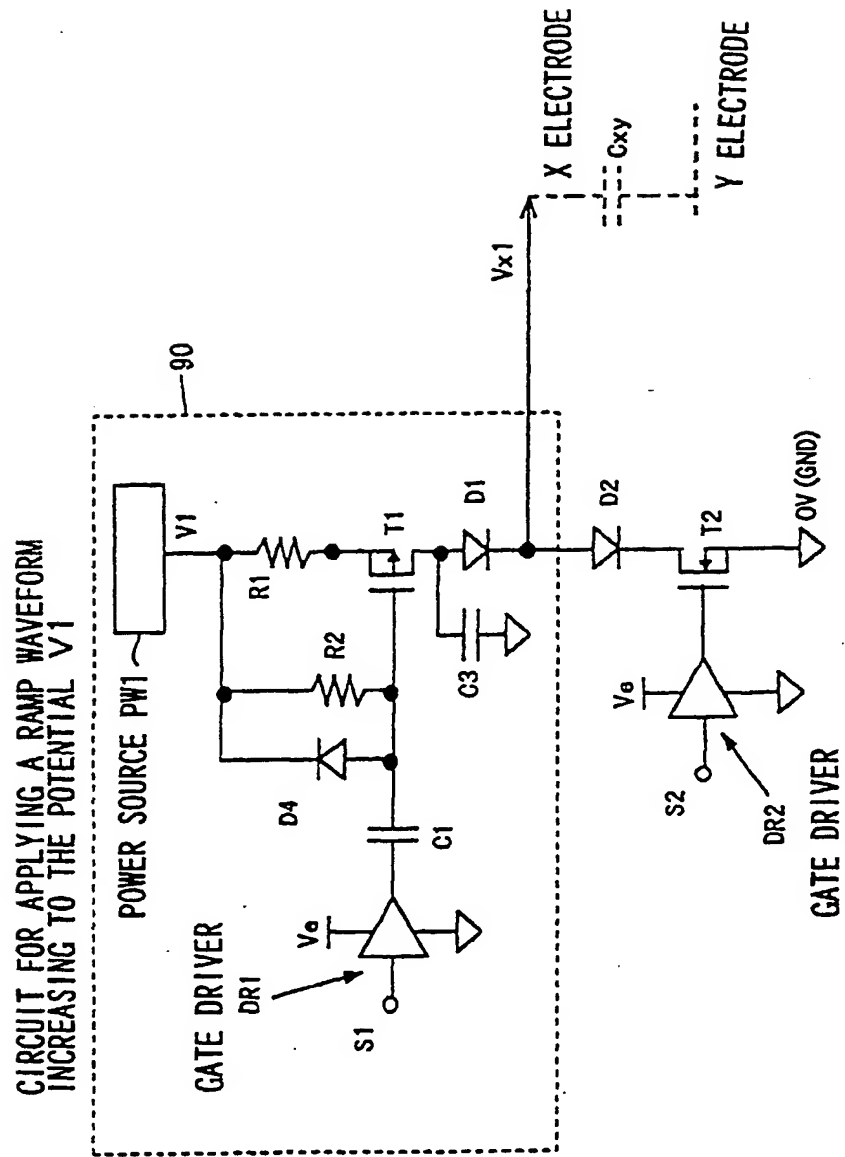 CIRCUIT FOR APPLYING A RAMP WAVEFORM
INCREASING TO THE POTENTIAL V1
POWER SOURCE PW1
90
V1
R1
R2
D4
T1
C1
C3
D1
Ve
GATE DRIVER
DR1
S1
Vx1
X ELECTRODE
Cxy
Y ELECTRODE
D2
T2
Ve
S2
DR2
GATE DRIVER
0V(GND)